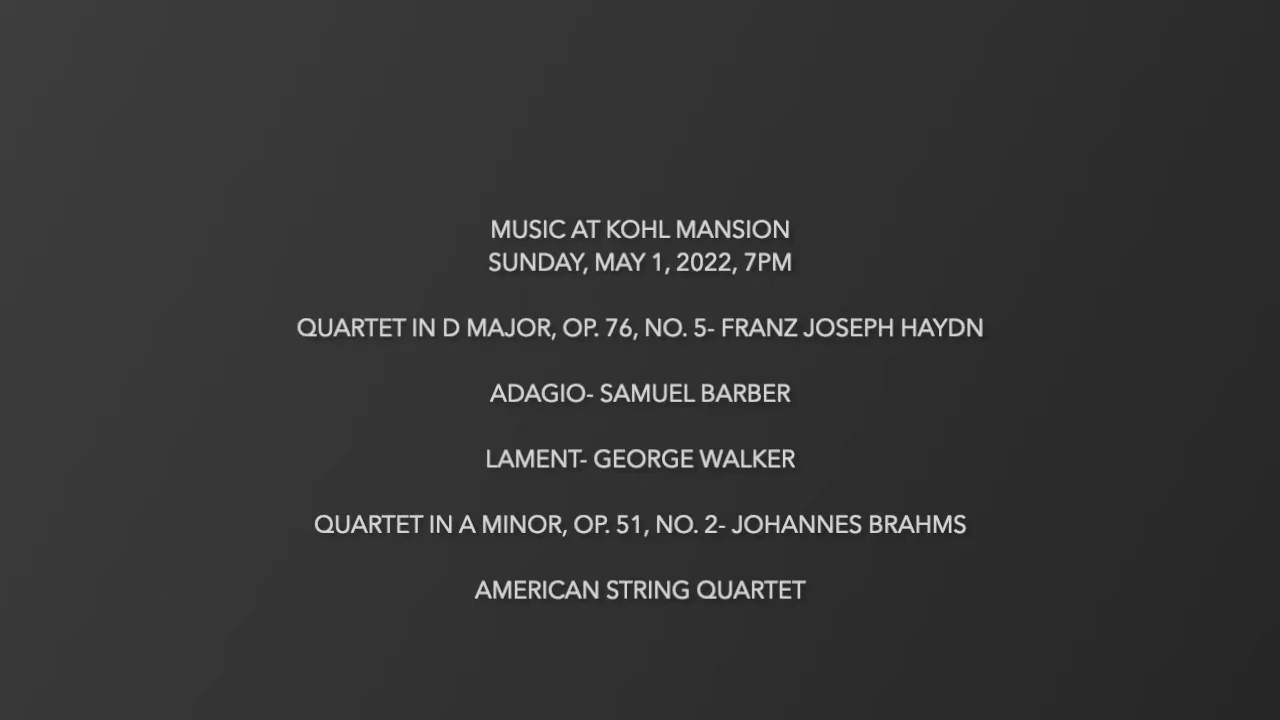 MUSIC AT KOHL MANSION
SUNDAY, MAY 1, 2022, 7PM
QUARTET IN D MAJOR, OP. 76, NO. 5- FRANZ JOSEPH HAYDN
ADAGIO- SAMUEL BARBER
LAMENT- GEORGE WALKER
QUARTET IN A MINOR, OP. 51, NO. 2- JOHANNES BRAHMS
AMERICAN STRING QUARTET